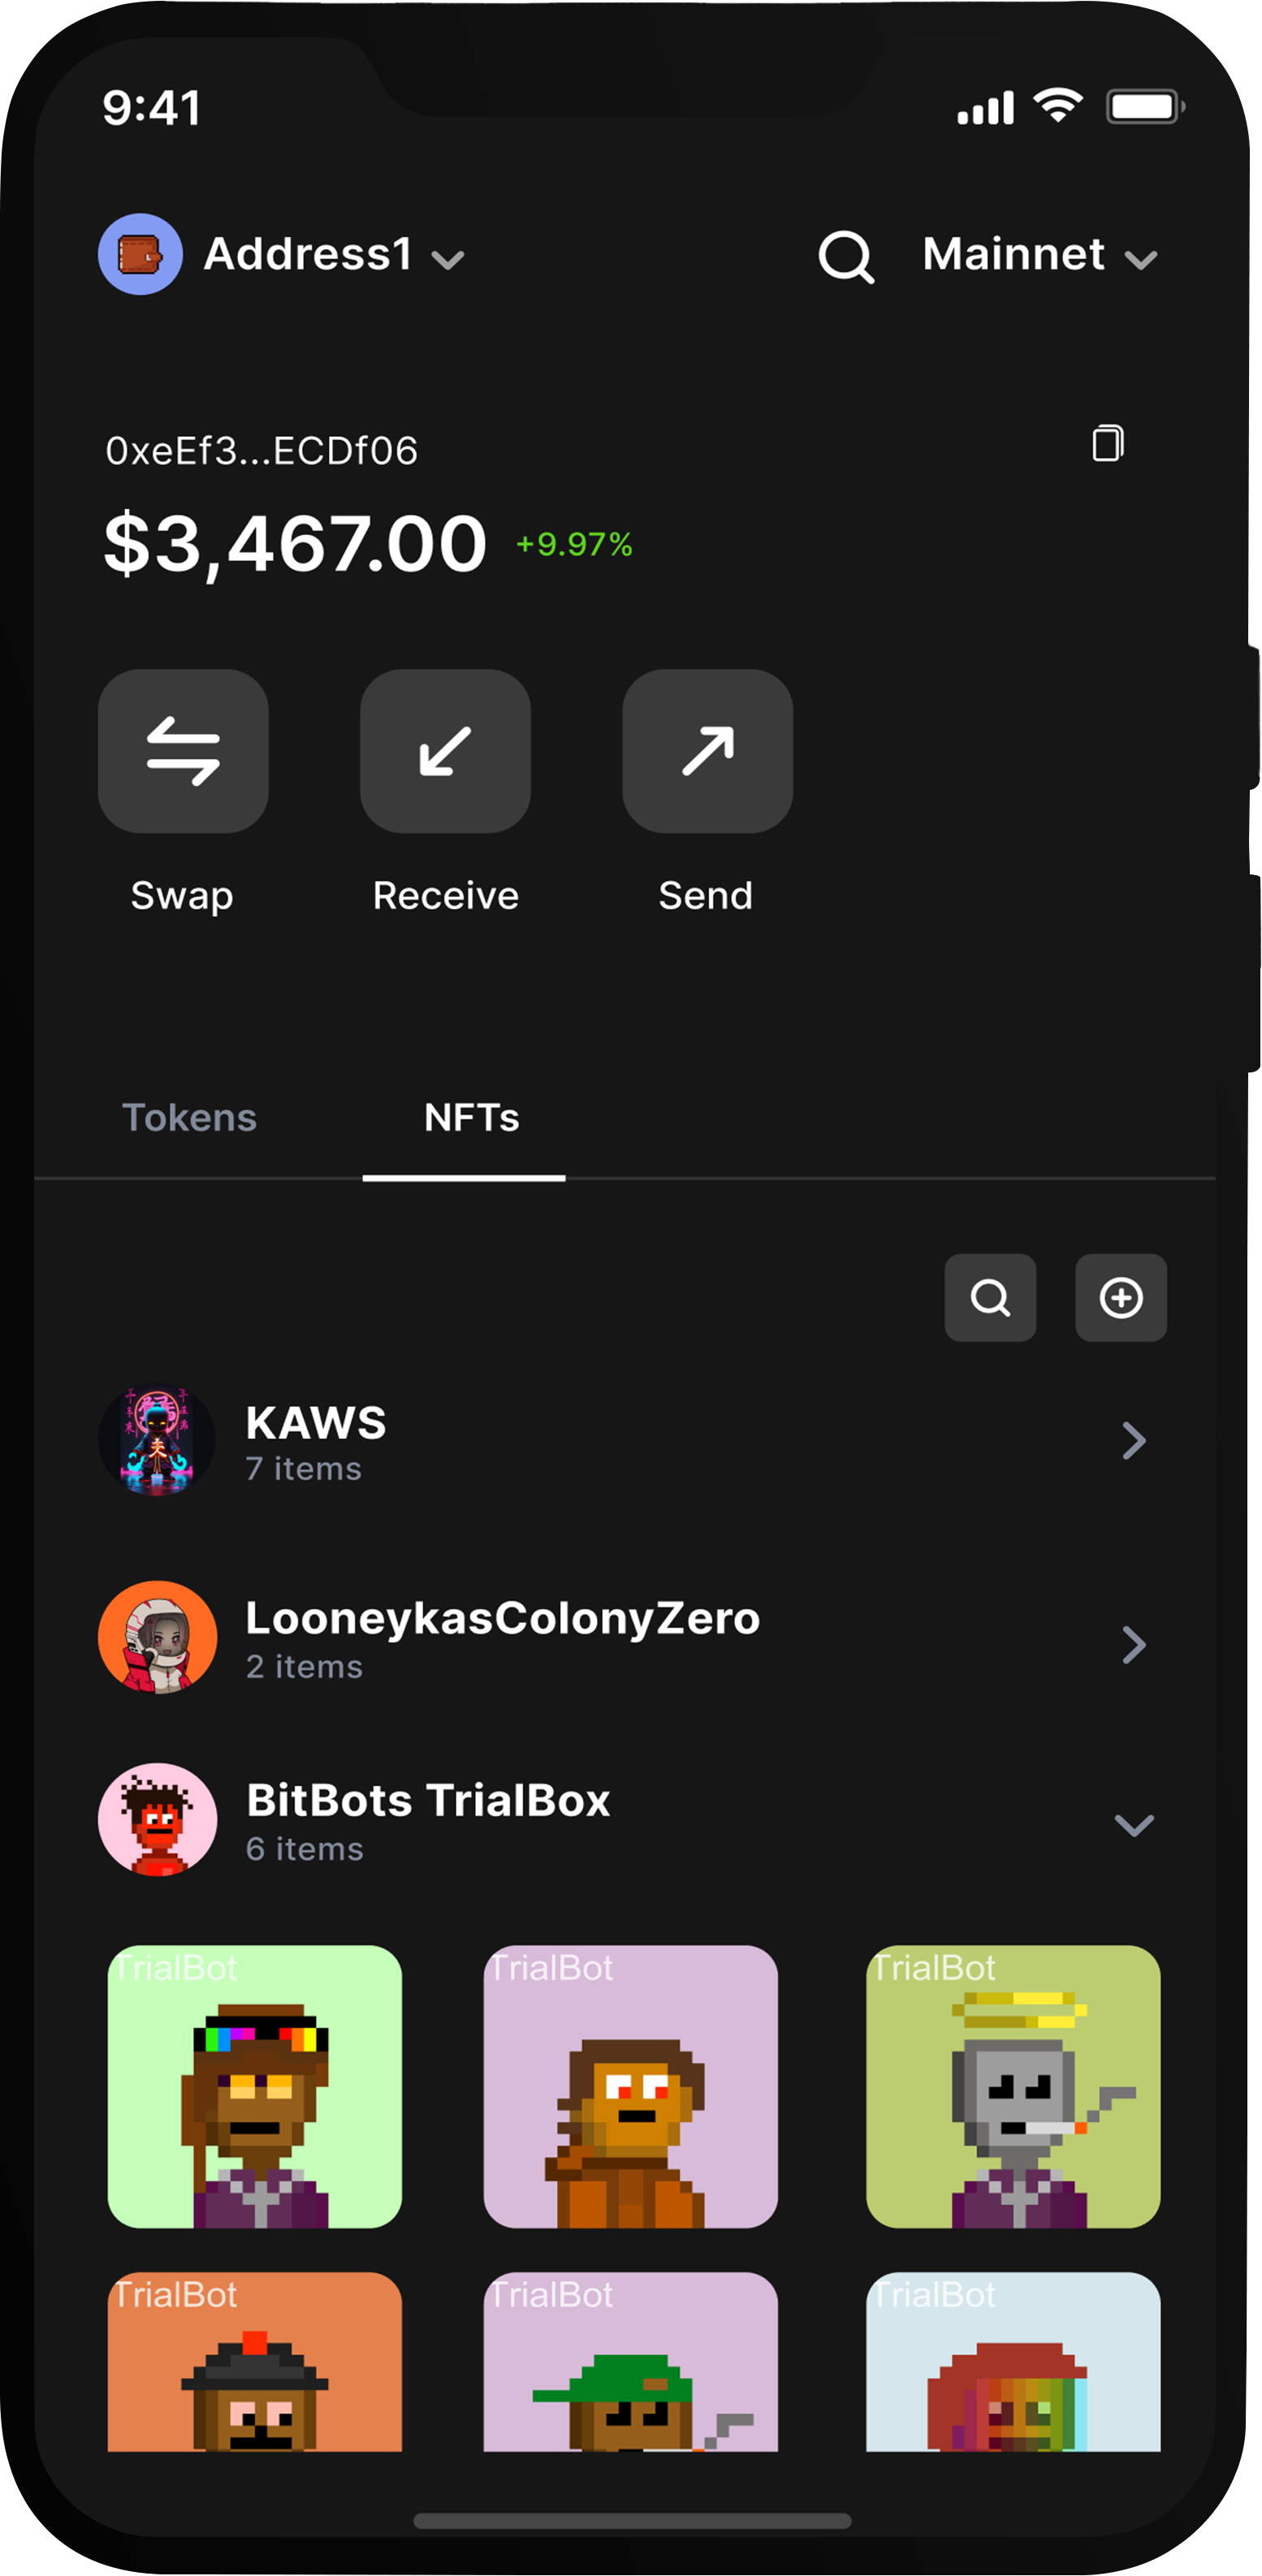 9:41
Address1
Mainnet
0xeEf3...ECDf06
$3,467.00 +9.97%
Swap Receive Send
Tokens NFTs
KAWS
7 items
LooneykasColonyZero
2 items
BitBots TrialBox
6 items
TrialBot TrialBot TrialBot
TrialBot TrialBot TrialBot